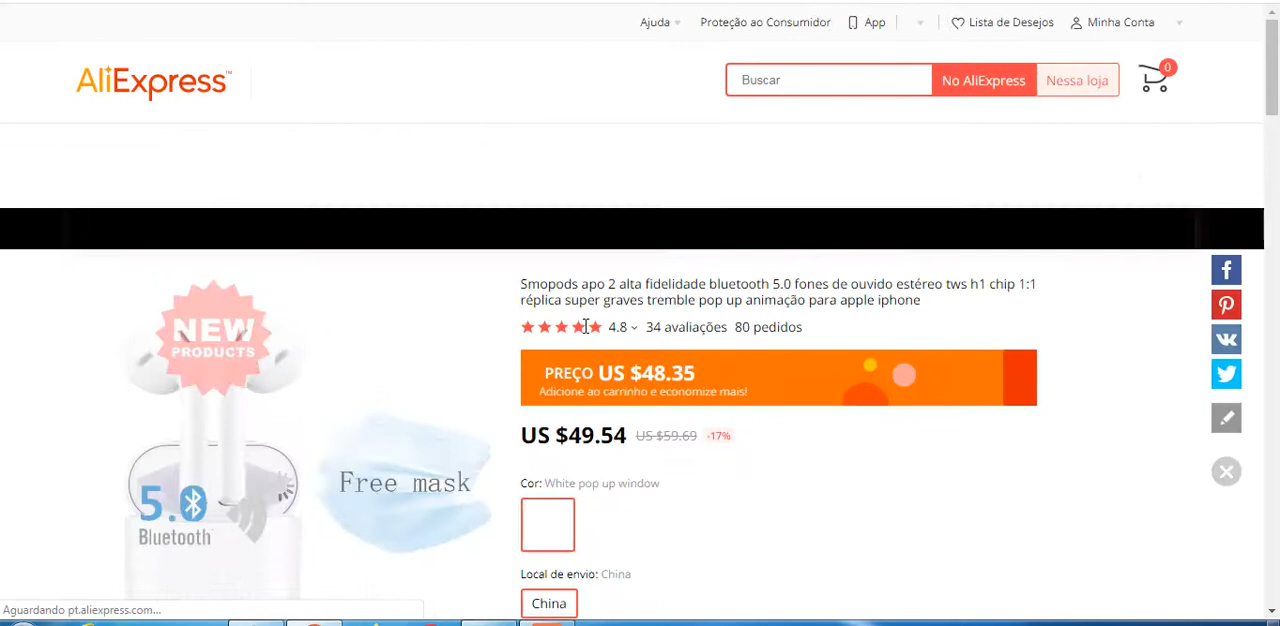 Ajuda Proteção ao Consumidor App Lista de Desejos Minha Conta
AliExpress™ Buscar No AliExpress Nessa loja 0
Smopods apo 2 alta fidelidade bluetooth 5.0 fones de ouvido estéreo tws h1 chip 1:1
réplica super graves tremble pop up animação para apple iphone
4.8 34 avaliações 80 pedidos
NEW
PRODUCTS
PREÇO US $48.35
Adicione ao carrinho e economize mais!
US $49.54 US $59.69 -17%
Free mask
5.0
Bluetooth
Cor: White pop up window
Local de envio: China
China
Aguardando pt.aliexpress.com...